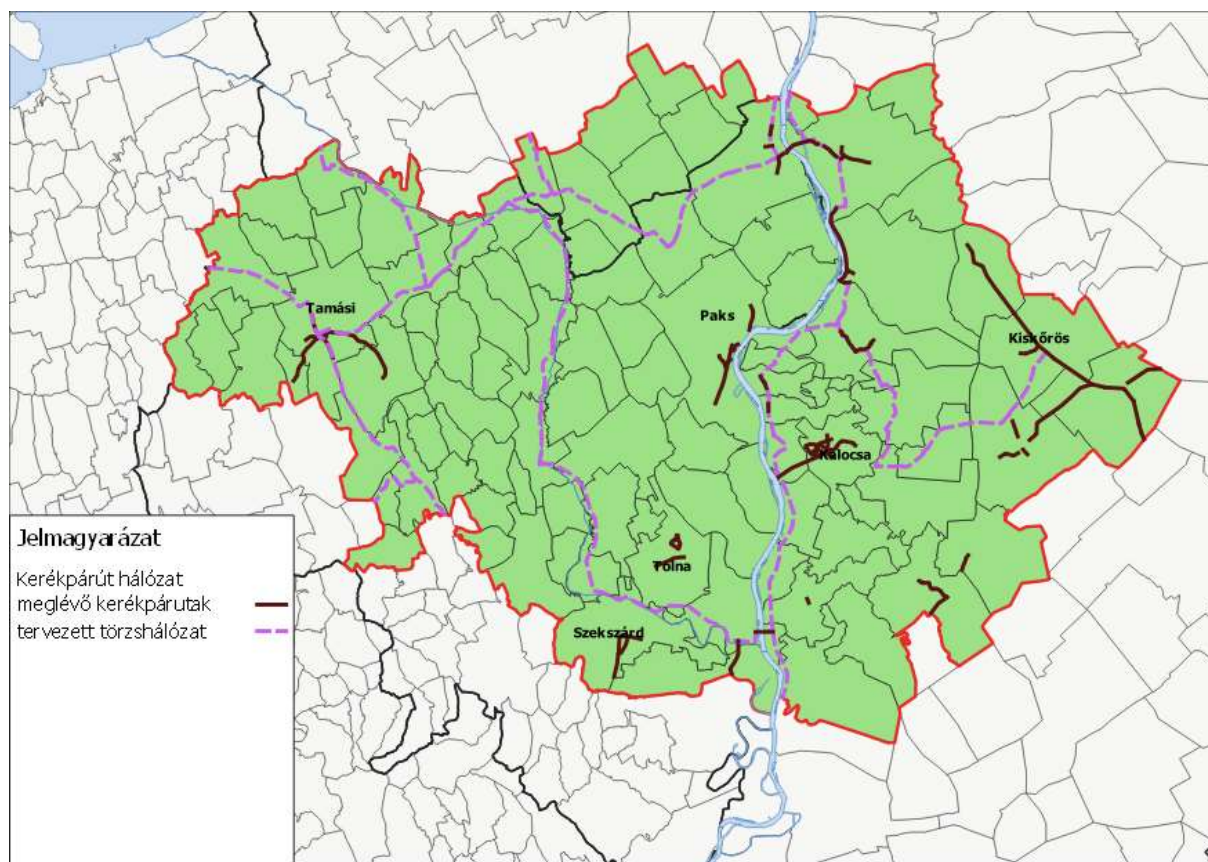 Tamási
Paks
Kiskőrös
Kalocsa
Tolna
Szekszárd
Jelmagyarázat
Kerékpárút hálózat
meglévő kerékpárutak
tervezett törzshálózat